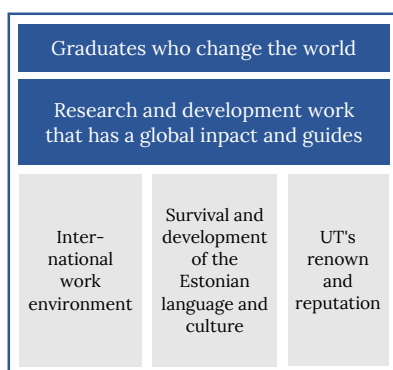 Graduates who change the world
Research and development work
that has a global inpact and guides
Inter-
national
work
environment
Survival and
development
of the
Estonian
language and
culture
UT's
renown
and
reputation